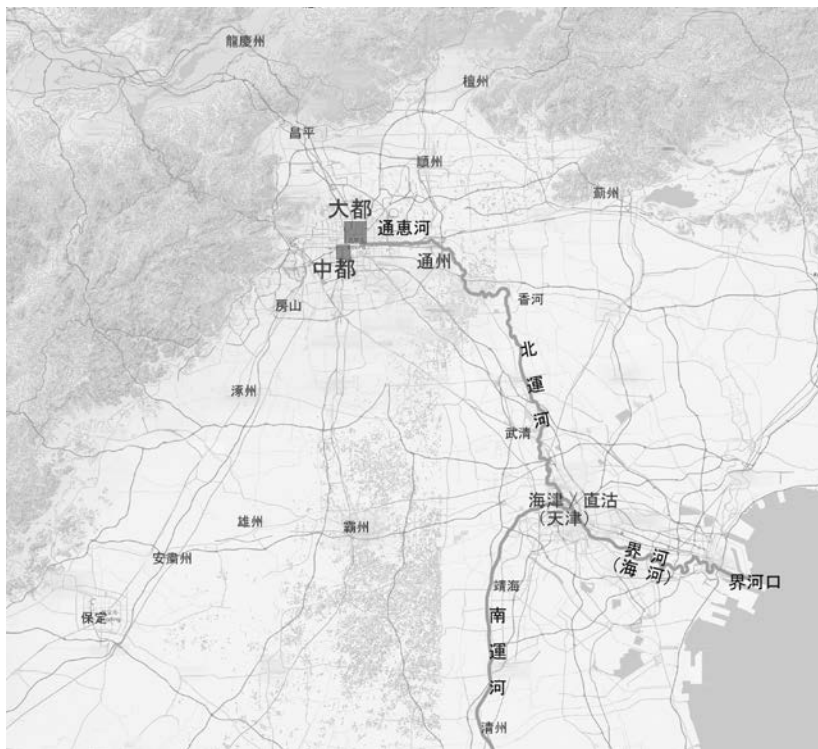 龍慶州
檀州
昌平
順州
薊州
大都
通惠河
中都
通州
房山
香河
北運河
涿州
武清
海津／直沽
（天津）
雄州
霸州
安肅州
界河
（海河）
界河口
靖海
保定
南運河
清州